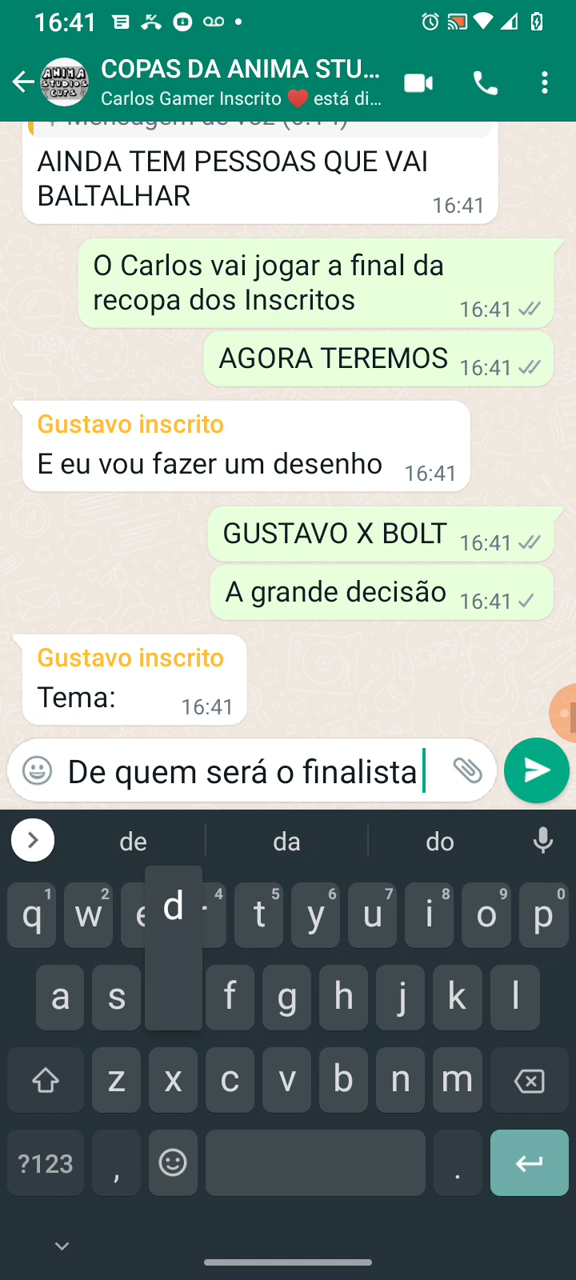 16:41
COPAS DA ANIMA STU...
ANIMA
STUDIOS
CUPS
Carlos Gamer Inscrito ❤️ está di...
AINDA TEM PESSOAS QUE VAI
BALTALHAR
16:41
O Carlos vai jogar a final da
recopa dos Inscritos
16:41
AGORA TEREMOS 16:41
Gustavo inscrito
E eu vou fazer um desenho 16:41
GUSTAVO X BOLT 16:41
A grande decisão 16:41
Gustavo inscrito
Tema: 16:41
De quem será o finalista
de da do
1 2 4 5 6 7 8 9 0
q w e r t y u i o p
d
a s f g h j k l
z x c v b n m
?123 , .